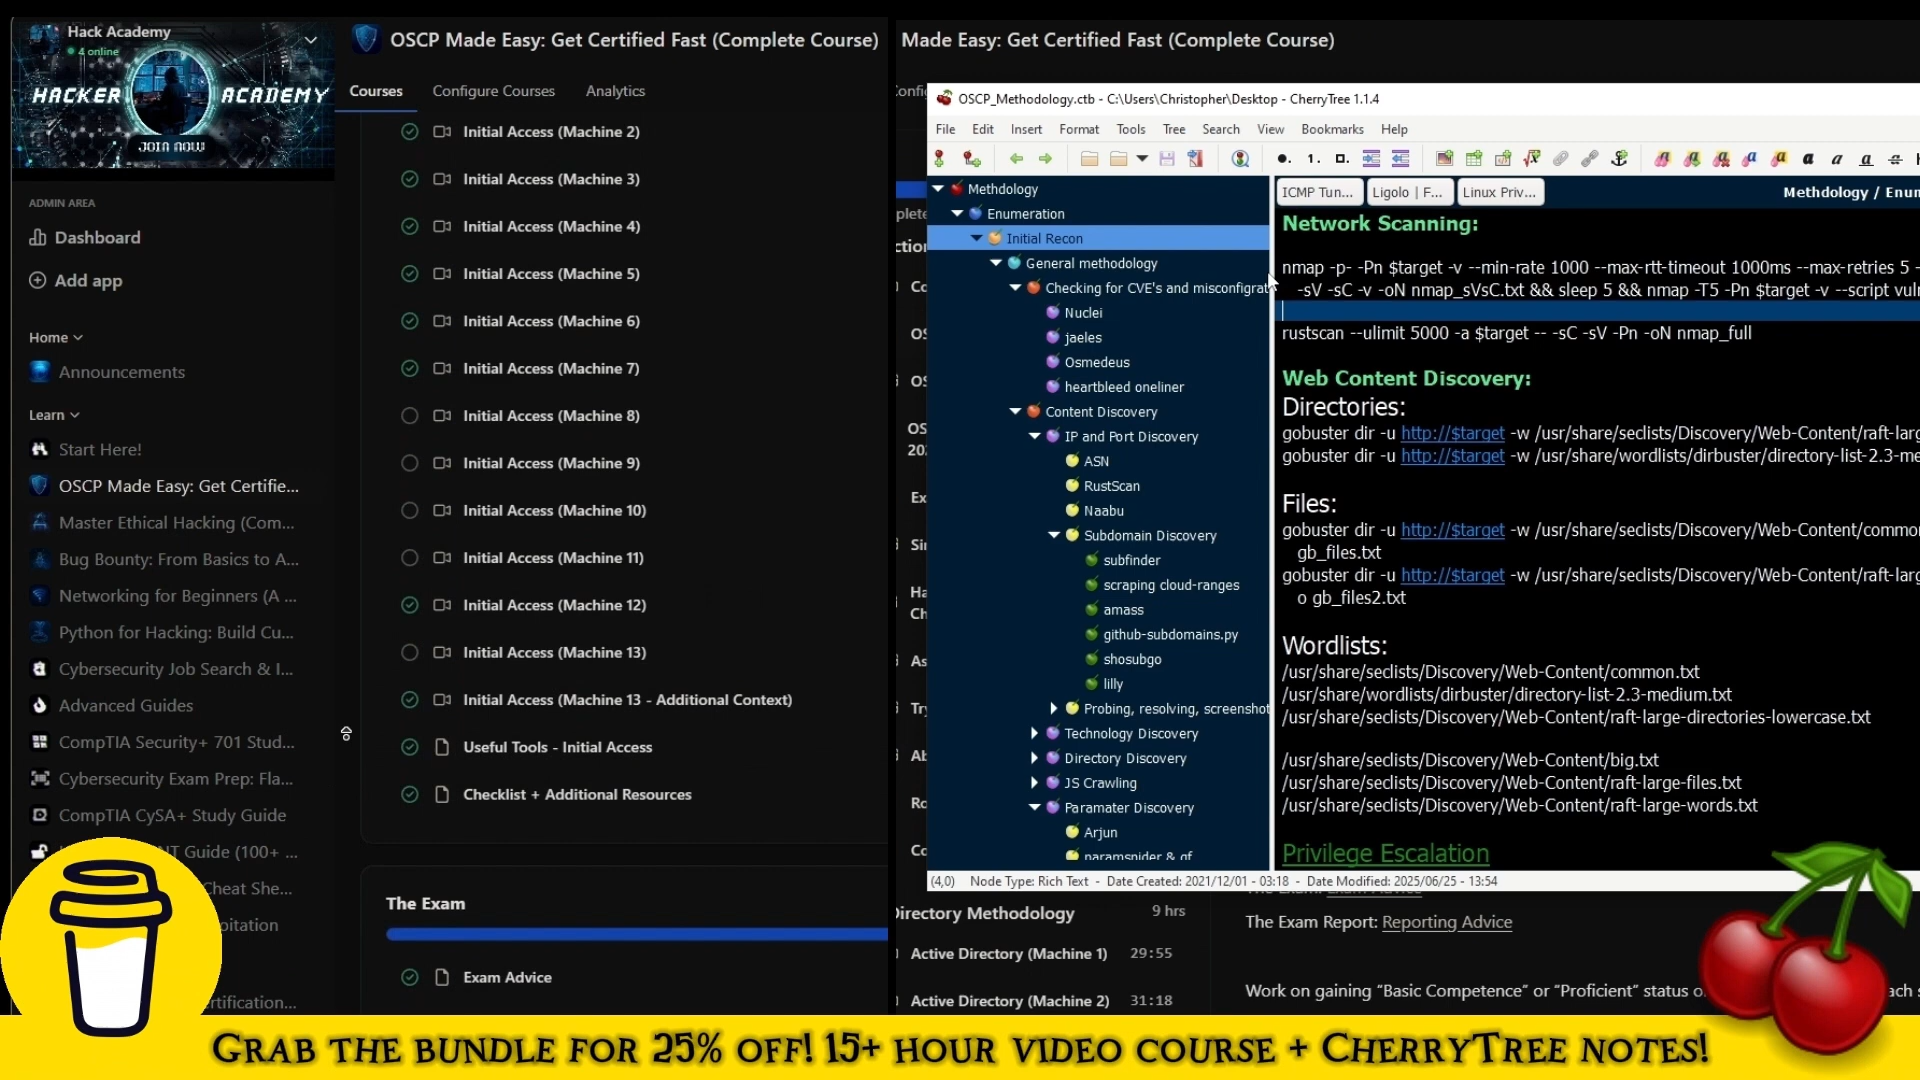 Hack Academy
4 online
HACKER ACADEMY
JOIN NOW
ADMIN AREA
Dashboard
Add app
Home
Announcements
Learn
Start Here!
OSCP Made Easy: Get Certifie...
Master Ethical Hacking (Com...
Bug Bounty: From Basics to A...
Networking for Beginners (A ...
Python for Hacking: Build Cu...
Cybersecurity Job Search & I...
Advanced Guides
CompTIA Security+ 701 Stud...
Cybersecurity Exam Prep: Fla...
CompTIA CySA+ Study Guide
NT Guide (100+ ...
Cheat She...
oitation
rtification...
OSCP Made Easy: Get Certified Fast (Complete Course)
Courses
Configure Courses
Analytics
Initial Access (Machine 2)
Initial Access (Machine 3)
Initial Access (Machine 4)
Initial Access (Machine 5)
Initial Access (Machine 6)
Initial Access (Machine 7)
Initial Access (Machine 8)
Initial Access (Machine 9)
Initial Access (Machine 10)
Initial Access (Machine 11)
Initial Access (Machine 12)
Initial Access (Machine 13)
Initial Access (Machine 13 - Additional Context)
Useful Tools - Initial Access
Checklist + Additional Resources
The Exam
Exam Advice
Made Easy: Get Certified Fast (Complete Course)
OSCP_Methodology.ctb - C:\Users\Christopher\Desktop - CherryTree 1.1.4
File Edit Insert Format Tools Tree Search View Bookmarks Help
Methdology
Enumeration
Initial Recon
General methodology
Checking for CVE's and misconfigrat
Nuclei
jaeles
Osmedeus
heartbleed oneliner
Content Discovery
IP and Port Discovery
ASN
RustScan
Naabu
Subdomain Discovery
subfinder
scraping cloud-ranges
amass
github-subdomains.py
shosubgo
lilly
Probing, resolving, screenshot
Technology Discovery
Directory Discovery
JS Crawling
Paramater Discovery
Arjun
paramspider & gf
ICMP Tun... Ligolo | F... Linux Priv...
Methdology / Enum
Network Scanning:
nmap -p- -Pn $target -v --min-rate 1000 --max-rtt-timeout 1000ms --max-retries 5 -
-sV -sC -v -oN nmap_sVsC.txt && sleep 5 && nmap -T5 -Pn $target -v --script vuln
rustscan --ulimit 5000 -a $target -- -sC -sV -Pn -oN nmap_full
Web Content Discovery:
Directories:
gobuster dir -u http://$target -w /usr/share/seclists/Discovery/Web-Content/raft-larg
gobuster dir -u http://$target -w /usr/share/wordlists/dirbuster/directory-list-2.3-me
Files:
gobuster dir -u http://$target -w /usr/share/seclists/Discovery/Web-Content/common
gb_files.txt
gobuster dir -u http://$target -w /usr/share/seclists/Discovery/Web-Content/raft-larg
o gb_files2.txt
Wordlists:
/usr/share/seclists/Discovery/Web-Content/common.txt
/usr/share/wordlists/dirbuster/directory-list-2.3-medium.txt
/usr/share/seclists/Discovery/Web-Content/raft-large-directories-lowercase.txt
/usr/share/seclists/Discovery/Web-Content/big.txt
/usr/share/seclists/Discovery/Web-Content/raft-large-files.txt
/usr/share/seclists/Discovery/Web-Content/raft-large-words.txt
Privilege Escalation
(4,0) Node Type: Rich Text - Date Created: 2021/12/01 - 03:18 - Date Modified: 2025/06/25 - 13:54
Directory Methodology
9 hrs
Active Directory (Machine 1)
29:55
Active Directory (Machine 2)
31:18
The Exam Report: Reporting Advice
Work on gaining “Basic Competence” or “Proficient” status o
ach s
Grab the bundle for 25% off! 15+ hour video course + CherryTree notes!